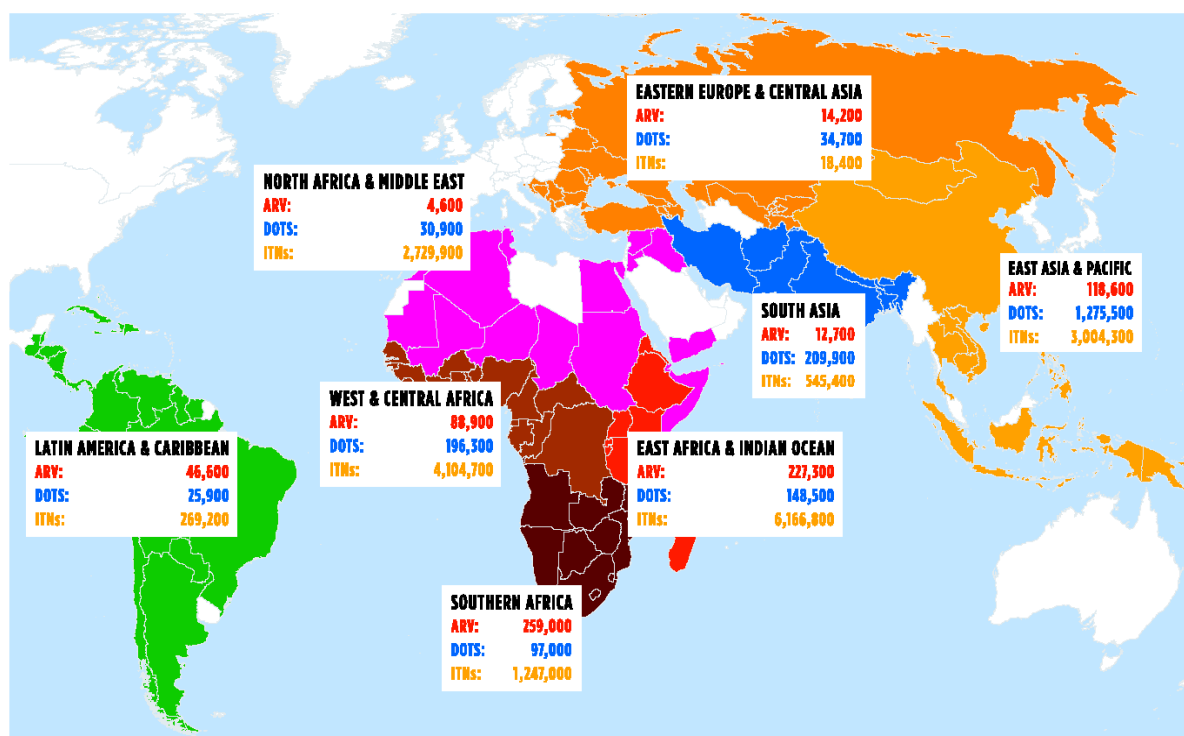 EASTERN EUROPE & CENTRAL ASIA
ARV: 14,200
DOTS: 34,700
ITNs: 18,400
NORTH AFRICA & MIDDLE EAST
ARV: 4,600
DOTS: 30,900
ITNs: 2,729,900
EAST ASIA & PACIFIC
ARV: 118,600
DOTS: 1,275,500
ITNs: 3,004,300
SOUTH ASIA
ARV: 12,700
DOTS: 209,900
ITNs: 545,400
WEST & CENTRAL AFRICA
ARV: 88,900
DOTS: 196,300
ITNs: 4,104,700
LATIN AMERICA & CARIBBEAN
ARV: 46,600
DOTS: 25,900
ITNs: 269,200
EAST AFRICA & INDIAN OCEAN
ARV: 227,300
DOTS: 148,500
ITNs: 6,166,800
SOUTHERN AFRICA
ARV: 259,000
DOTS: 97,000
ITNs: 1,247,000